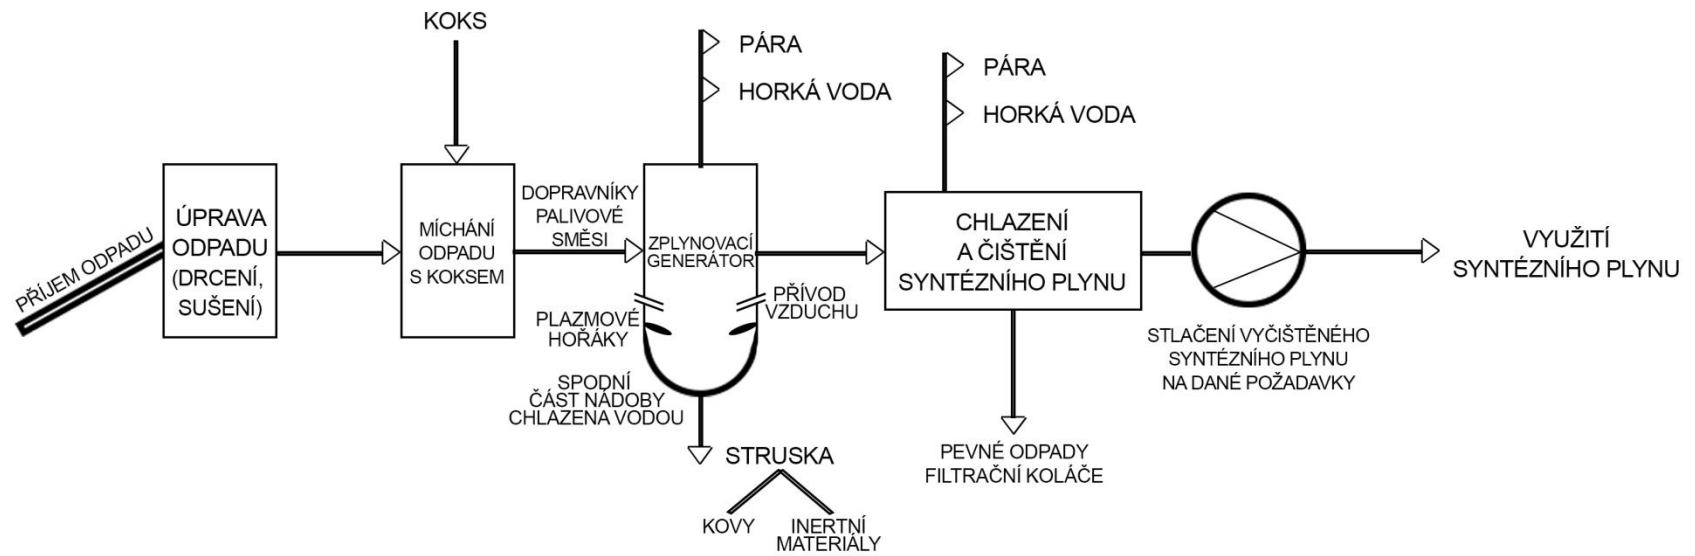 PŘÍJEM ODPADU
ÚPRAVA
ODPADU
(DRCENÍ,
SUŠENÍ)
KOKS
MÍCHÁNÍ
ODPADU
S KOKSEM
DOPRAVNÍKY
PALIVOVÉ
SMĚSI
PÁRA
HORKÁ VODA
ZPLYNOVACÍ
GENERÁTOR
PLAZMOVÉ
HOŘÁKY
PŘÍVOD
VZDUCHU
SPODNÍ
ČÁST NÁDOBY
CHLAZENA VODOU
STRUSKA
KOVY
INERTNÍ
MATERIÁLY
PÁRA
HORKÁ VODA
CHLAZENÍ
A ČIŠTĚNÍ
SYNTÉZNÍHO PLYNU
PEVNÉ ODPADY
FILTRAČNÍ KOLÁČE
STLAČENÍ VYČIŠTĚNÉHO
SYNTÉZNÍHO PLYNU
NA DANÉ POŽADAVKY
VYUŽITÍ
SYNTÉZNÍHO PLYNU